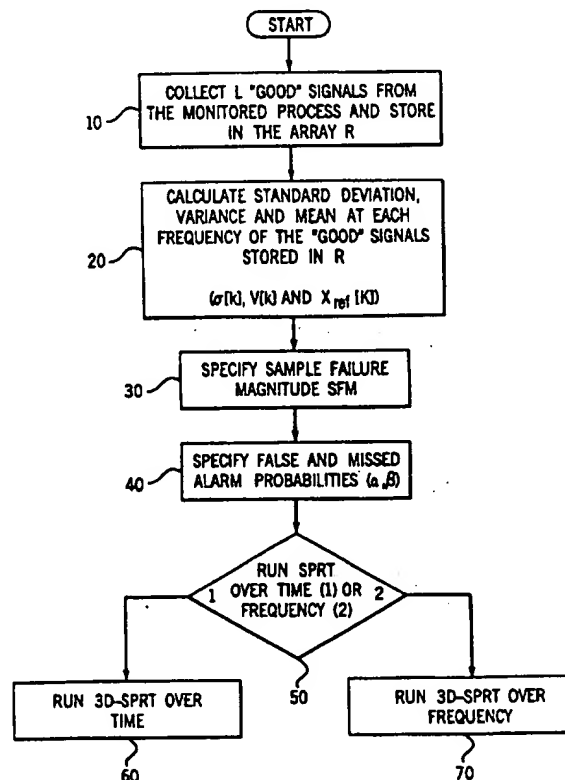 START
COLLECT L "GOOD" SIGNALS FROM
THE MONITORED PROCESS AND STORE
IN THE ARRAY R
10
CALCULATE STANDARD DEVIATION,
VARIANCE AND MEAN AT EACH
FREQUENCY OF THE "GOOD" SIGNALS
STORED IN R
(σ[k], V[k] AND X ref [K])
20
SPECIFY SAMPLE FAILURE
MAGNITUDE SFM
30
SPECIFY FALSE AND MISSED
ALARM PROBABILITIES (α,β)
40
RUN SPRT
1 OVER TIME (1) OR 2
FREQUENCY (2)
50
RUN 3D-SPRT OVER
TIME
60
RUN 3D-SPRT OVER
FREQUENCY
70